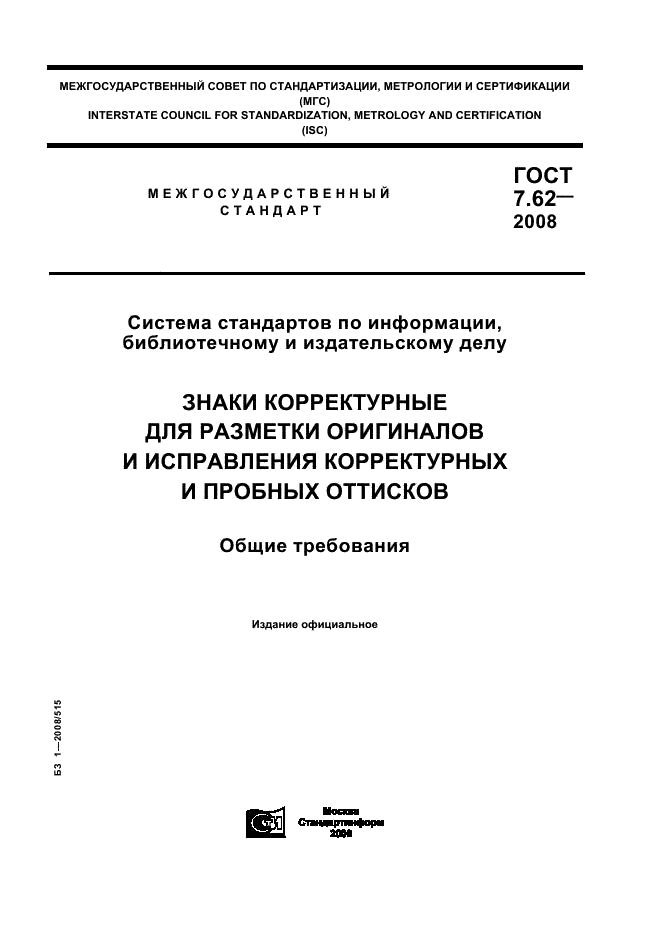 МЕЖГОСУДАРСТВЕННЫЙ СОВЕТ ПО СТАНДАРТИЗАЦИИ, МЕТРОЛОГИИ И СЕРТИФИКАЦИИ
(МГС)
INTERSTATE COUNCIL FOR STANDARDIZATION, METROLOGY AND CERTIFICATION
(ISC)
МЕЖГОСУДАРСТВЕННЫЙ
СТАНДАРТ
ГОСТ
7.62—
2008
Система стандартов по информации,
библиотечному и издательскому делу
ЗНАКИ КОРРЕКТУРНЫЕ
ДЛЯ РАЗМЕТКИ ОРИГИНАЛОВ
И ИСПРАВЛЕНИЯ КОРРЕКТУРНЫХ
И ПРОБНЫХ ОТТИСКОВ
Общие требования
Издание официальное
БЗ 1—2008/515
Москва
Стандартинформ